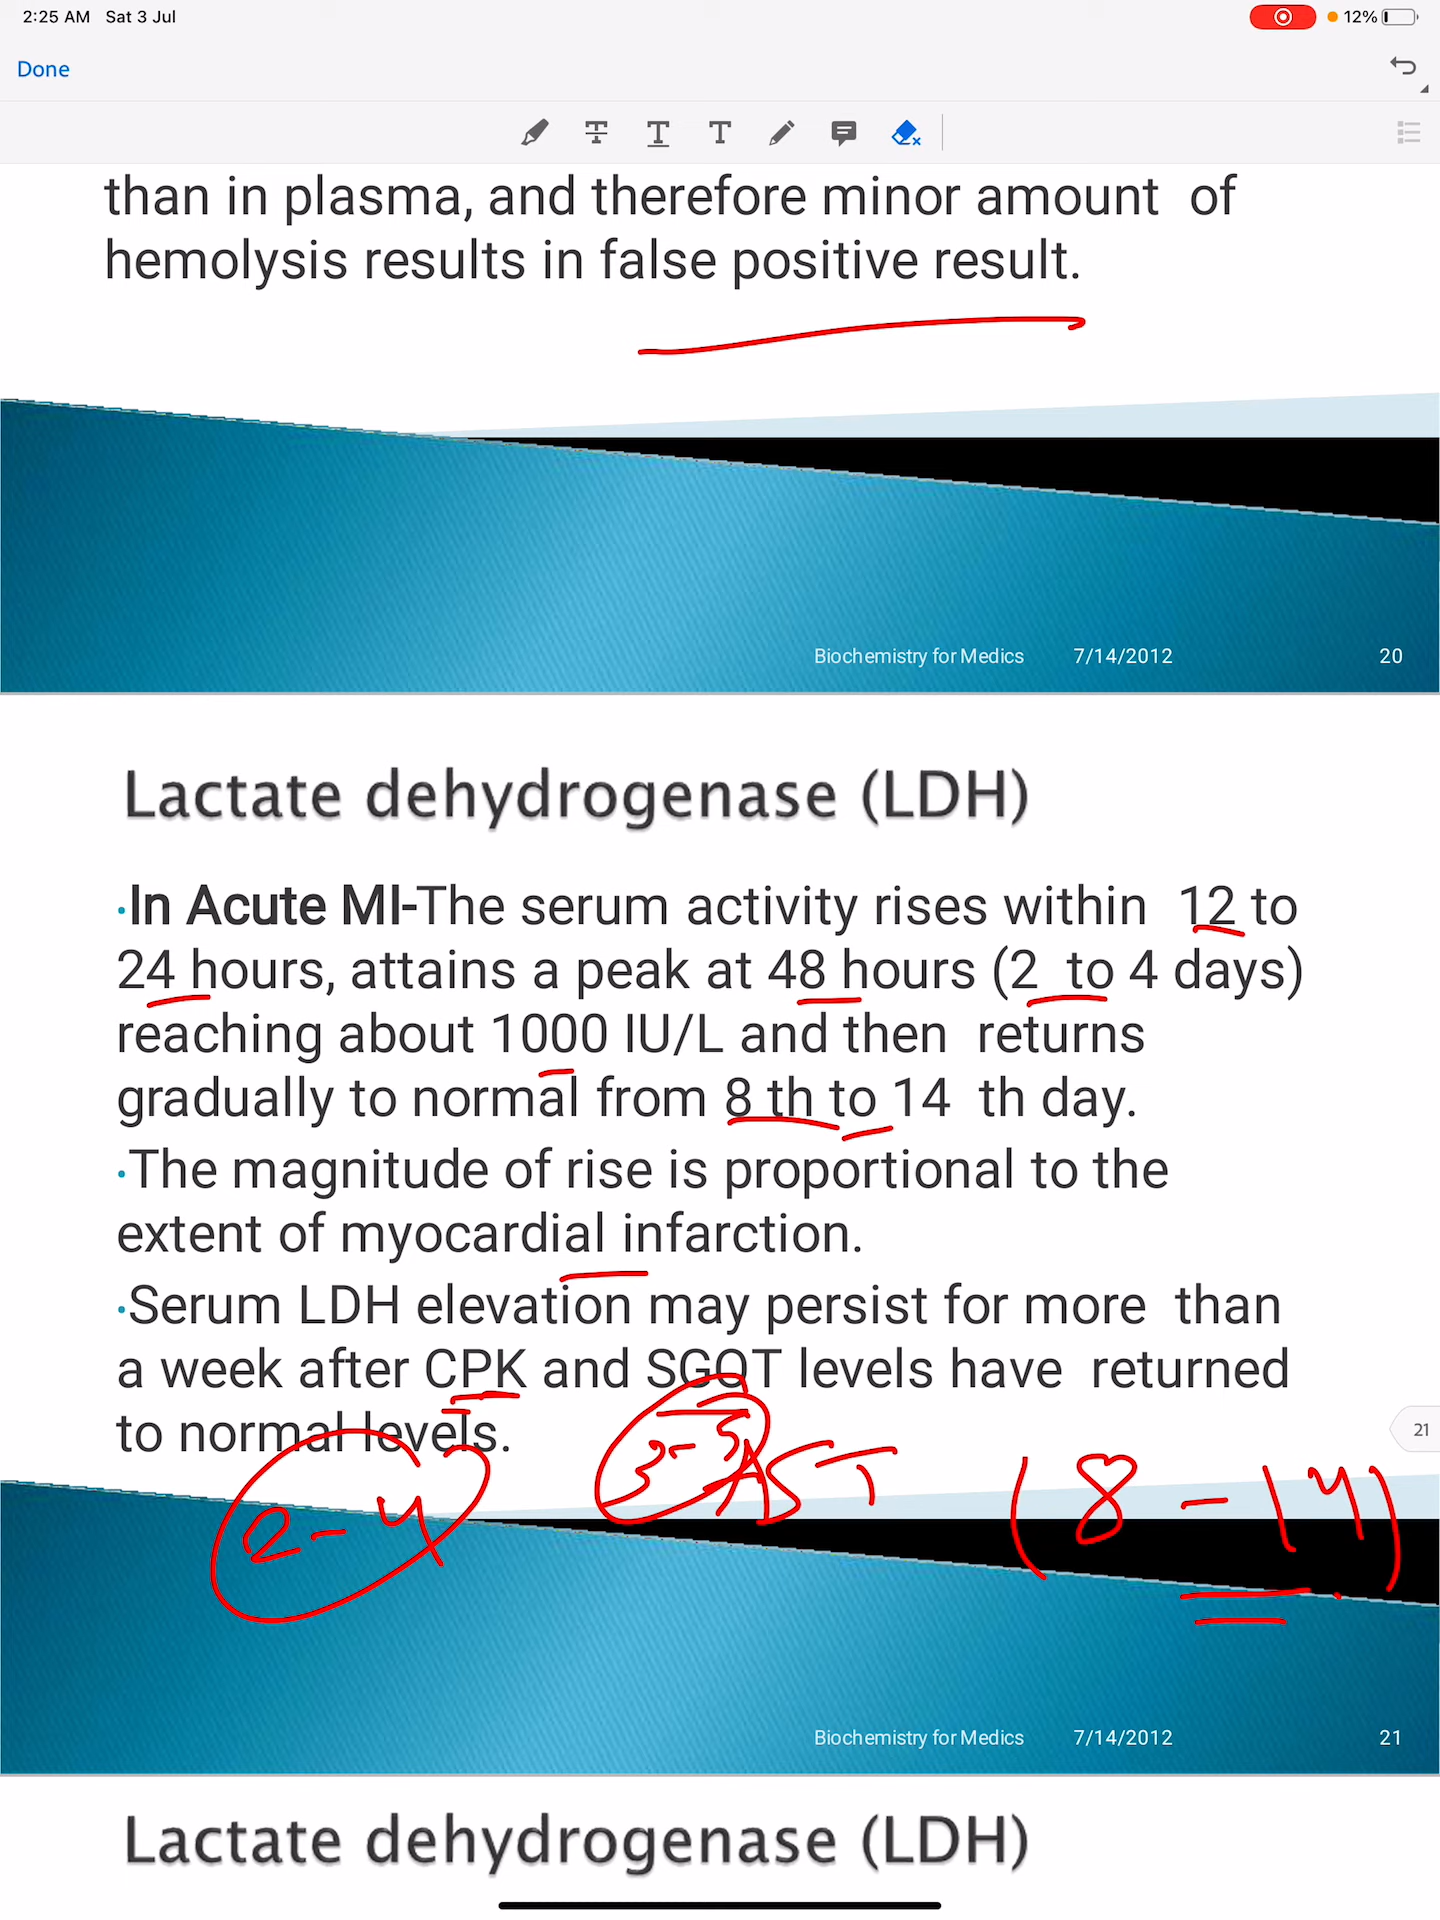 2:25 AM Sat 3 Jul 12%
Done
than in plasma, and therefore minor amount of
hemolysis results in false positive result.
Biochemistry for Medics 7/14/2012 20
Lactate dehydrogenase (LDH)
·In Acute MI-The serum activity rises within 12 to
24 hours, attains a peak at 48 hours (2 to 4 days)
reaching about 1000 IU/L and then returns
gradually to normal from 8 th to 14 th day.
·The magnitude of rise is proportional to the
extent of myocardial infarction.
·Serum LDH elevation may persist for more than
a week after CPK and SGOT levels have returned
to normal levels.
21
2-4 3-5 AST (8-14)
Biochemistry for Medics 7/14/2012 21
Lactate dehydrogenase (LDH)